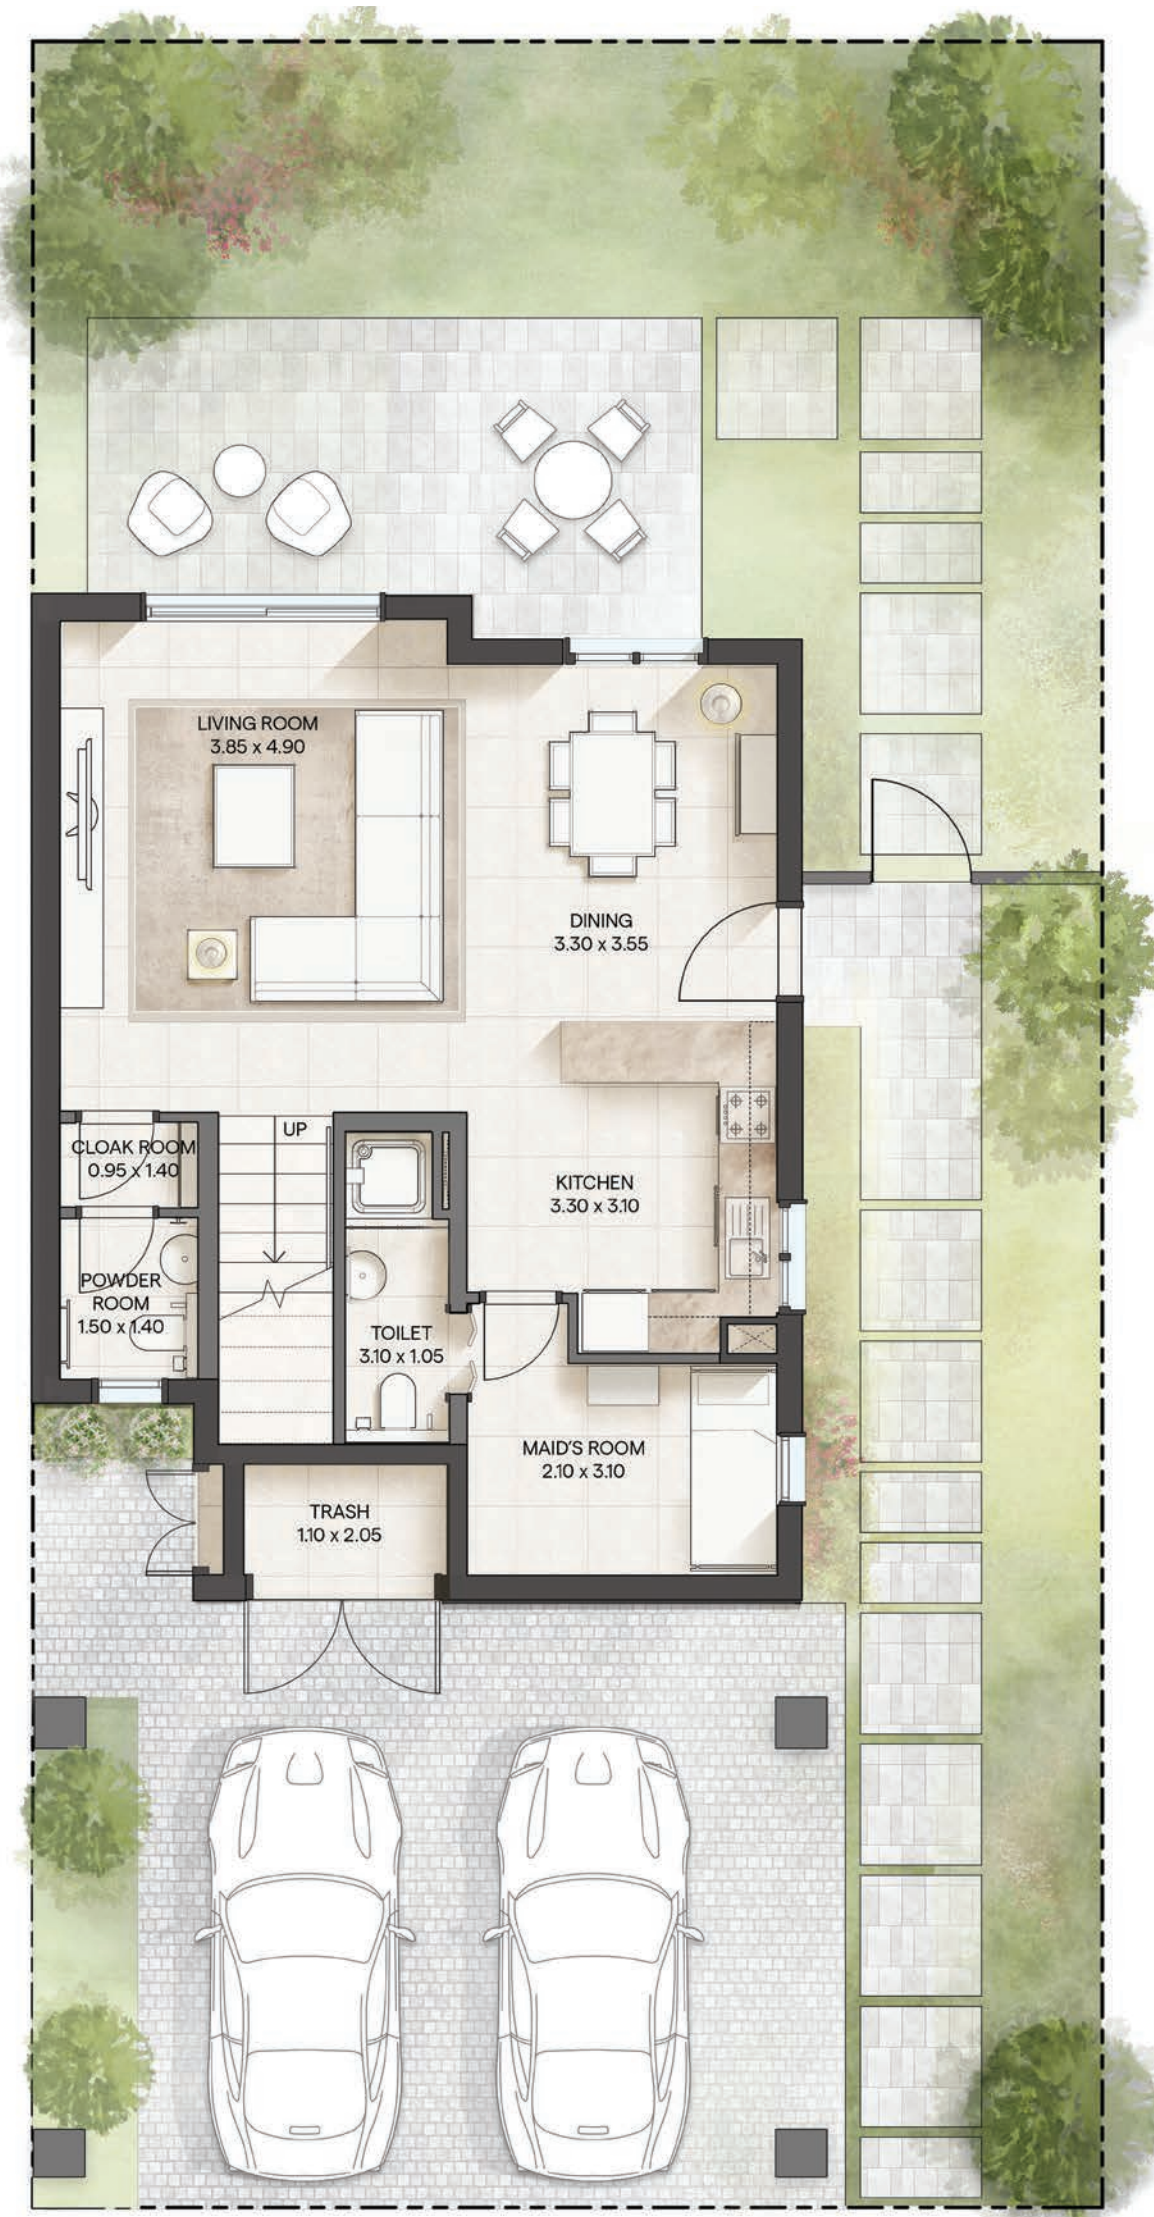 LIVING ROOM
3.85 x 4.90
DINING
3.30 x 3.55
UP
CLOAK ROOM
0.95 x 1.40
KITCHEN
3.30 x 3.10
POWDER
ROOM
1.50 x 1.40
TOILET
3.10 x 1.05
MAID'S ROOM
2.10 x 3.10
TRASH
1.10 x 2.05